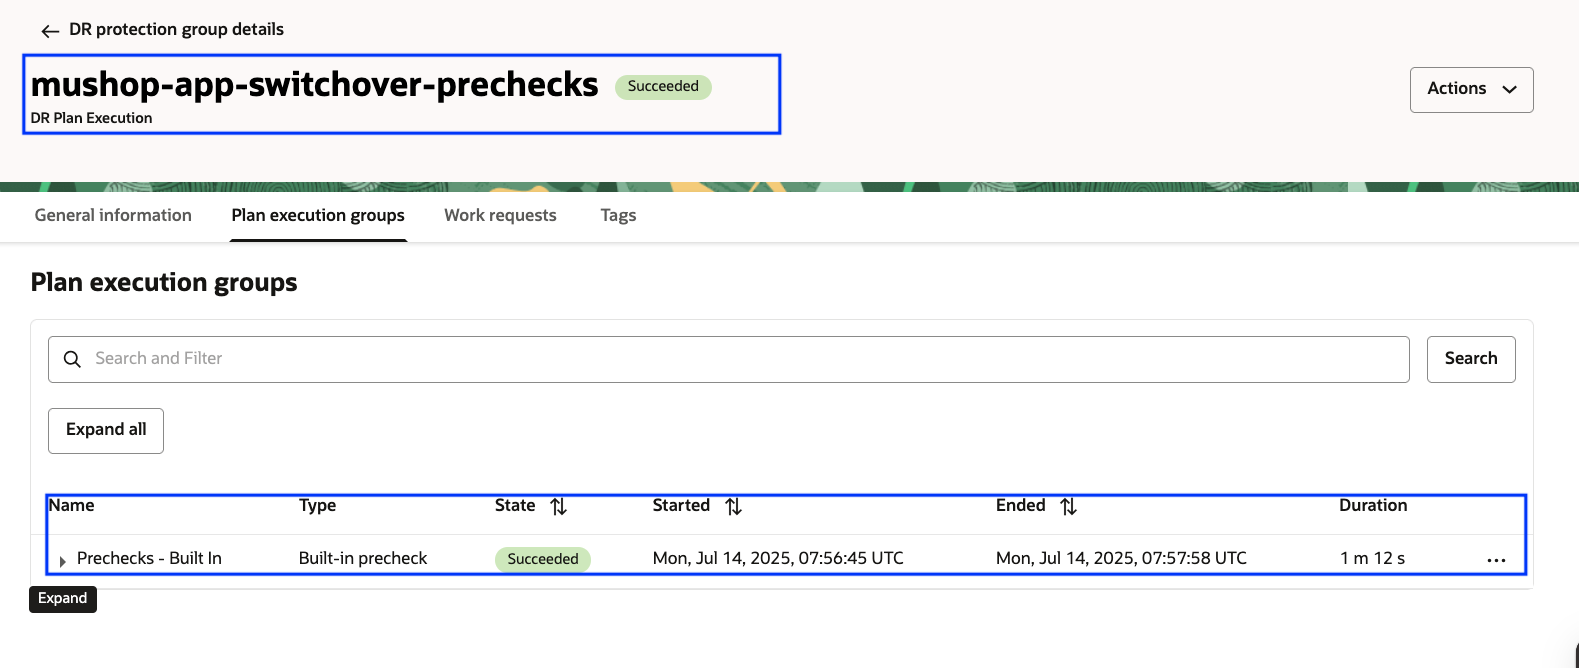 DR protection group details
mushop-app-switchover-prechecks Succeeded
DR Plan Execution
Actions
General information Plan execution groups Work requests Tags
Plan execution groups
Search and Filter Search
Expand all
Name Type State Started Ended Duration
Prechecks - Built In Built-in precheck Succeeded Mon, Jul 14, 2025, 07:56:45 UTC Mon, Jul 14, 2025, 07:57:58 UTC 1 m 12 s
Expand